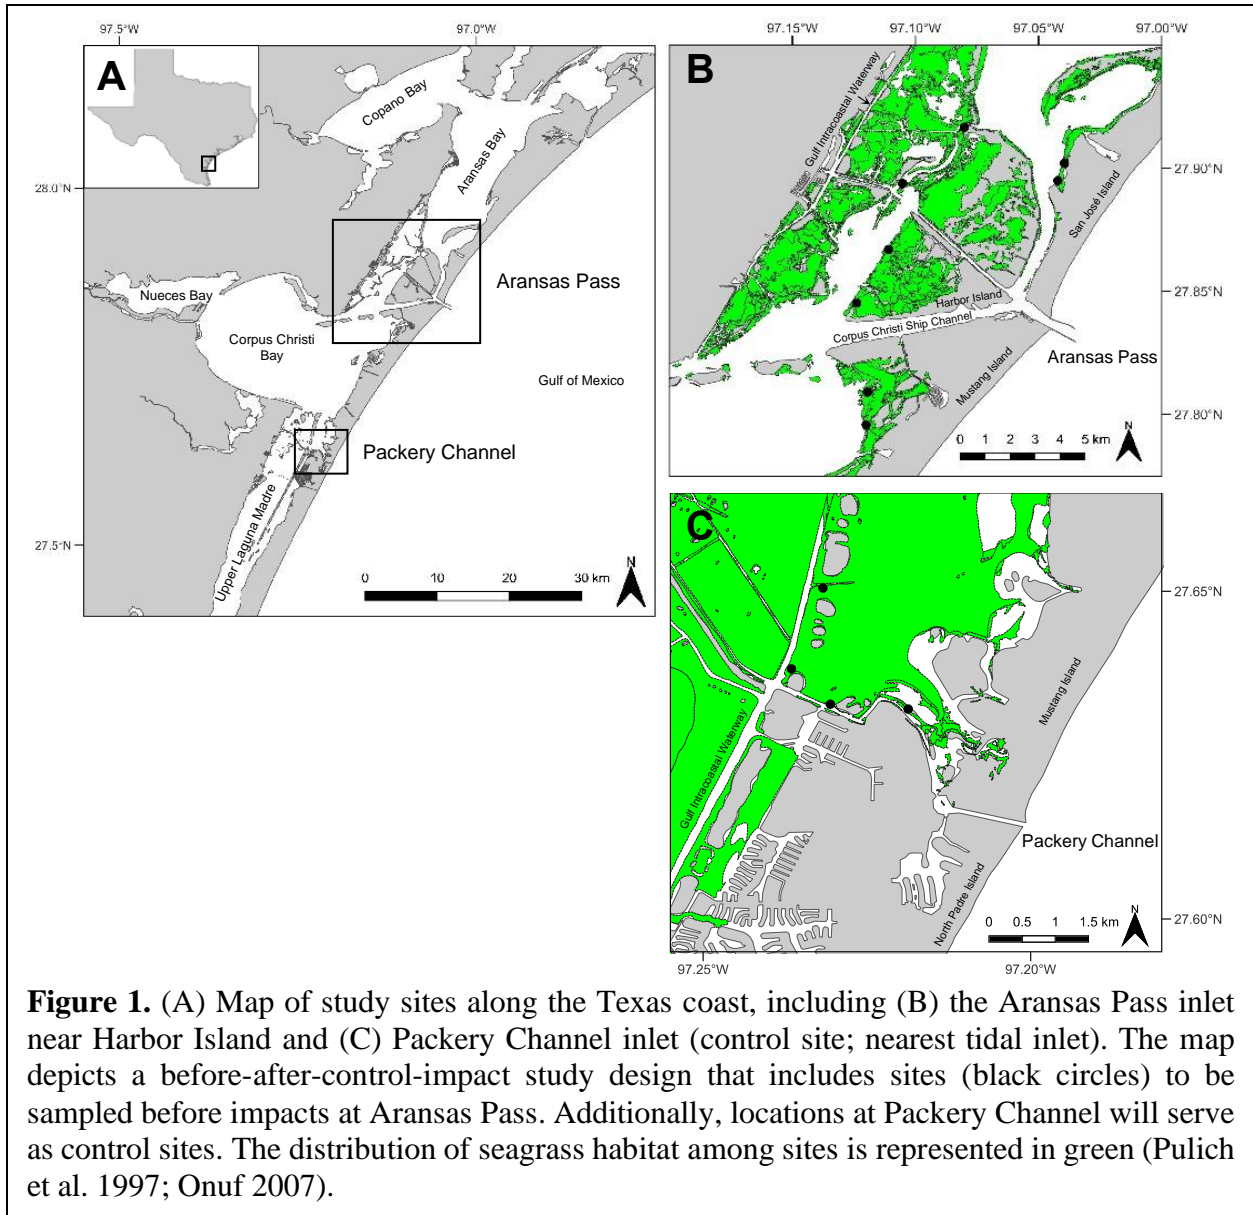 97.5°W
97.0°W
A
Copano Bay
Aransas Bay
28.0°N
Aransas Pass
Nueces Bay
Corpus Christi
Bay
Gulf of Mexico
Packery Channel
Upper Laguna Madre
27.5°N
N
0 10 20 30 km
97.15°W
97.10°W
97.05°W
97.00°W
B
Gulf Intracoastal Waterway
27.90°N
San José Island
27.85°N
Harbor Island
Corpus Christi Ship Channel
Aransas Pass
Mustang Island
27.80°N
N
0 1 2 3 4 5 km
C
27.65°N
Mustang Island
Gulf Intracoastal Waterway
Packery Channel
North Padre Island
N
0 0.5 1 1.5 km
27.60°N
97.25°W
97.20°W
Figure 1. (A) Map of study sites along the Texas coast, including (B) the Aransas Pass inlet
near Harbor Island and (C) Packery Channel inlet (control site; nearest tidal inlet). The map
depicts a before-after-control-impact study design that includes sites (black circles) to be
sampled before impacts at Aransas Pass. Additionally, locations at Packery Channel will serve
as control sites. The distribution of seagrass habitat among sites is represented in green (Pulich
et al. 1997; Onuf 2007).